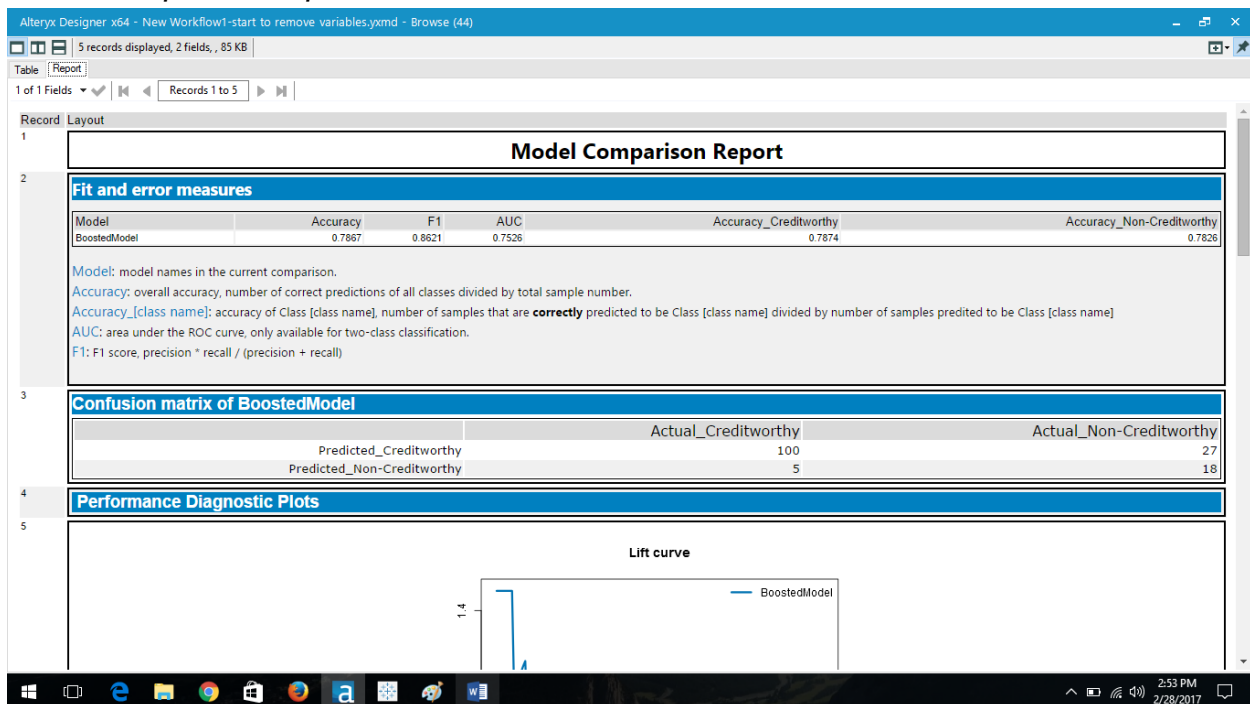 Alteryx Designer x64 - New Workflow1-start to remove variables.yxmd - Browse (44)
5 records displayed, 2 fields, , 85 KB
Table Report
1 of 1 Fields Records 1 to 5
Record Layout
1
Model Comparison Report
2
Fit and error measures
Model Accuracy F1 AUC Accuracy_Creditworthy Accuracy_Non-Creditworthy
BoostedModel 0.7867 0.8621 0.7526 0.7874 0.7826
Model: model names in the current comparison.
Accuracy: overall accuracy, number of correct predictions of all classes divided by total sample number.
Accuracy_[class name]: accuracy of Class [class name], number of samples that are correctly predicted to be Class [class name] divided by number of samples predited to be Class [class name]
AUC: area under the ROC curve, only available for two-class classification.
F1: F1 score, precision * recall / (precision + recall)
3
Confusion matrix of BoostedModel
Actual_Creditworthy Actual_Non-Creditworthy
Predicted_Creditworthy 100 27
Predicted_Non-Creditworthy 5 18
4
Performance Diagnostic Plots
5
Lift curve
BoostedModel
1.4
2:53 PM
2/28/2017